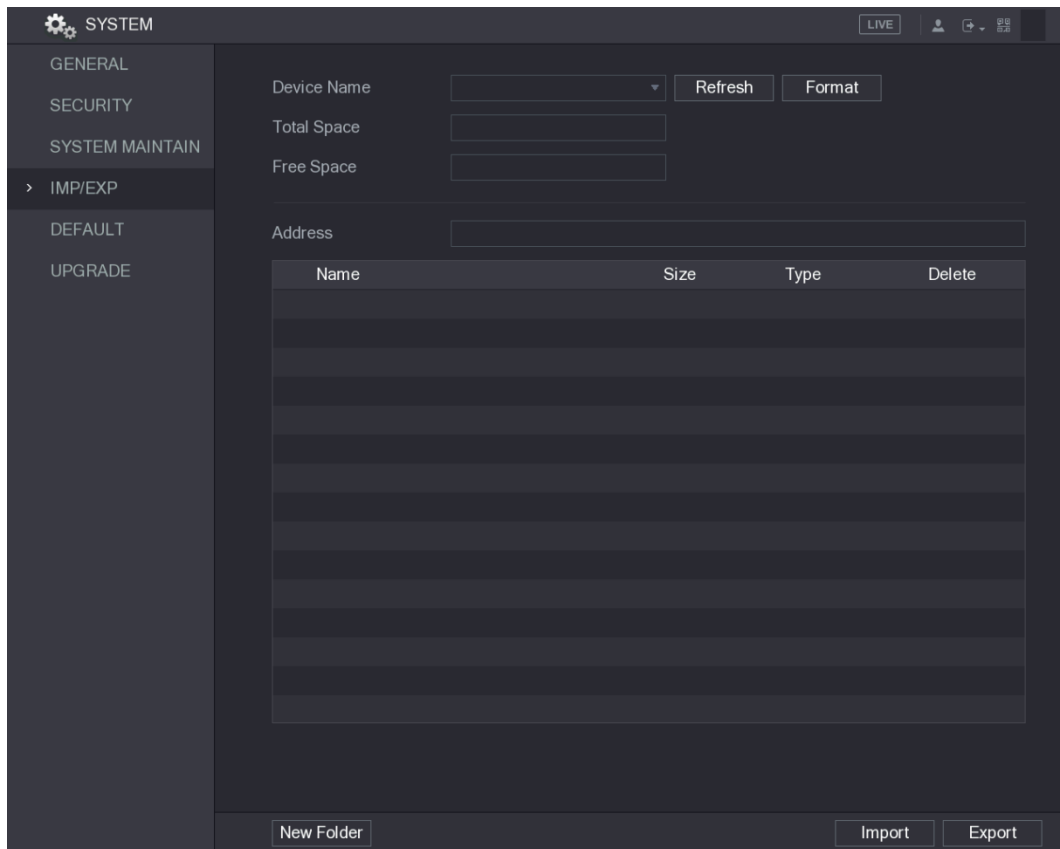 SYSTEM
LIVE
GENERAL
SECURITY
SYSTEM MAINTAIN
IMP/EXP
DEFAULT
UPGRADE
Device Name
Refresh
Format
Total Space
Free Space
Address
Name Size Type Delete
New Folder
Import
Export